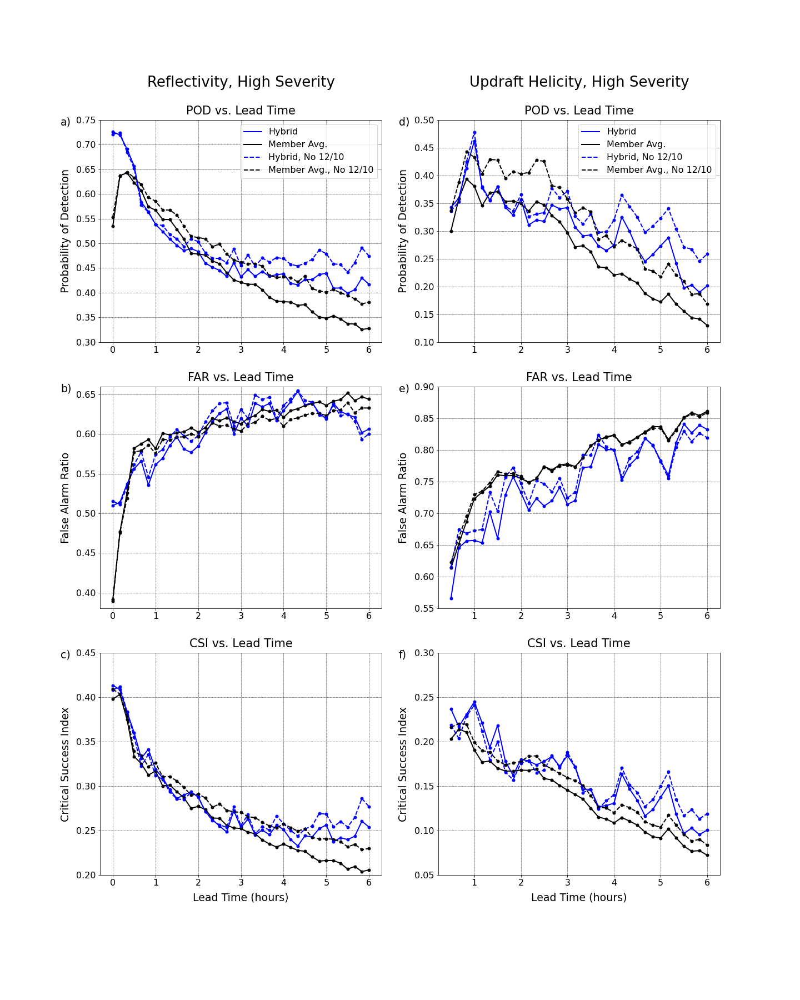 Reflectivity, High Severity
Updraft Helicity, High Severity
a)
POD vs. Lead Time
0.75
0.70
0.65
0.60
0.55
0.50
0.45
0.40
0.35
0.30
Probability of Detection
Hybrid
Member Avg.
Hybrid, No 12/10
Member Avg., No 12/10
0 1 2 3 4 5 6
d)
POD vs. Lead Time
0.50
0.45
0.40
0.35
0.30
0.25
0.20
0.15
0.10
Probability of Detection
Hybrid
Member Avg.
Hybrid, No 12/10
Member Avg., No 12/10
1 2 3 4 5 6
b)
FAR vs. Lead Time
0.65
0.60
0.55
0.50
0.45
0.40
False Alarm Ratio
0 1 2 3 4 5 6
e)
FAR vs. Lead Time
0.90
0.85
0.80
0.75
0.70
0.65
0.60
0.55
False Alarm Ratio
1 2 3 4 5 6
c)
CSI vs. Lead Time
0.45
0.40
0.35
0.30
0.25
0.20
Critical Success Index
0 1 2 3 4 5 6
Lead Time (hours)
f)
CSI vs. Lead Time
0.30
0.25
0.20
0.15
0.10
0.05
Critical Success Index
1 2 3 4 5 6
Lead Time (hours)